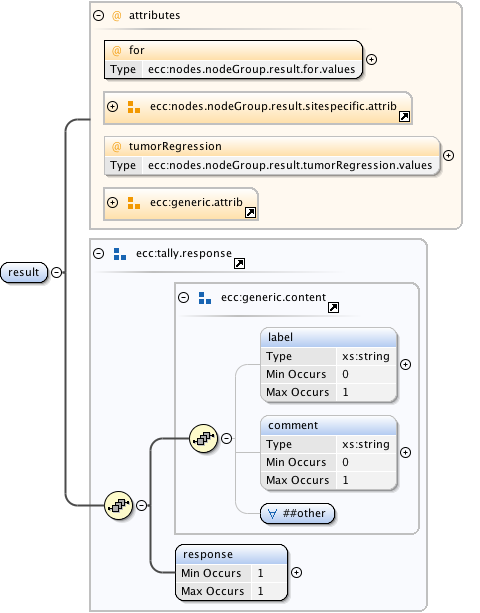 attributes
@ for
Type ecc:nodes.nodeGroup.result.for.values
ecc:nodes.nodeGroup.result.sitespecific.attrib
@ tumorRegression
Type ecc:nodes.nodeGroup.result.tumorRegression.values
ecc:generic.attrib
result
ecc:tally.response
ecc:generic.content
label
Type xs:string
Min Occurs 0
Max Occurs 1
comment
Type xs:string
Min Occurs 0
Max Occurs 1
##other
response
Min Occurs 1
Max Occurs 1